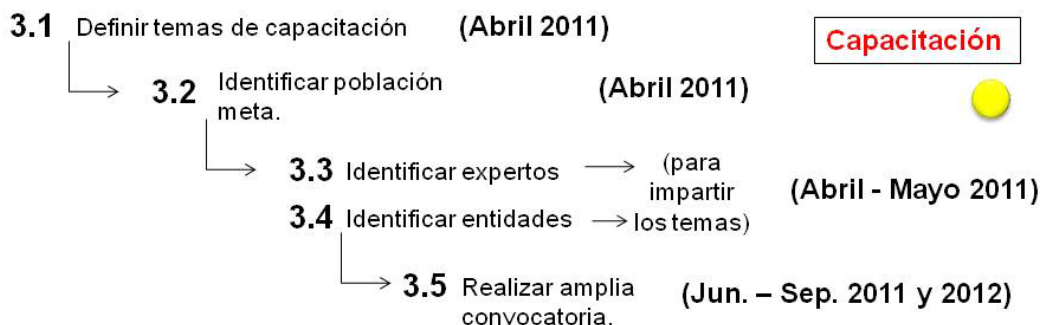 3.1 Definir temas de capacitación (Abril 2011)
Capacitación
3.2 Identificar población
meta.
(Abril 2011)
3.3 Identificar expertos
3.4 Identificar entidades
(para
impartir
los temas)
(Abril - Mayo 2011)
3.5 Realizar amplia
convocatoria.
(Jun. – Sep. 2011 y 2012)